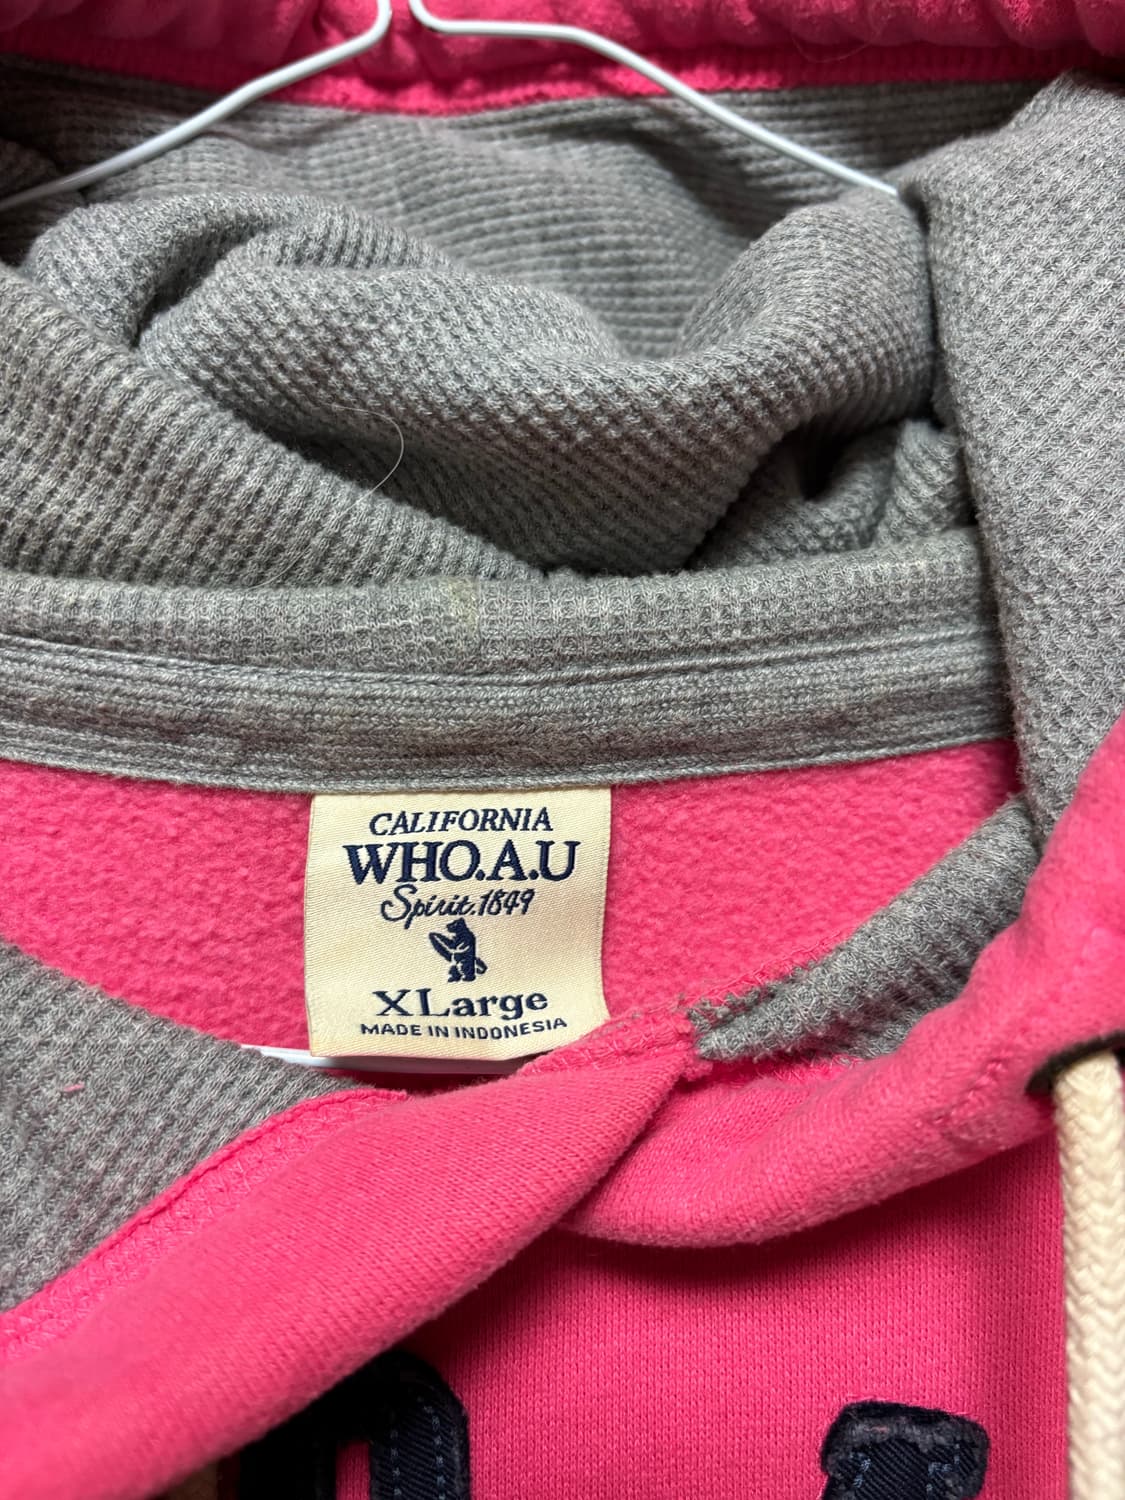 CALIFORNIA
WHO.A.U
Spirit.1849
XLarge
MADE IN INDONESIA